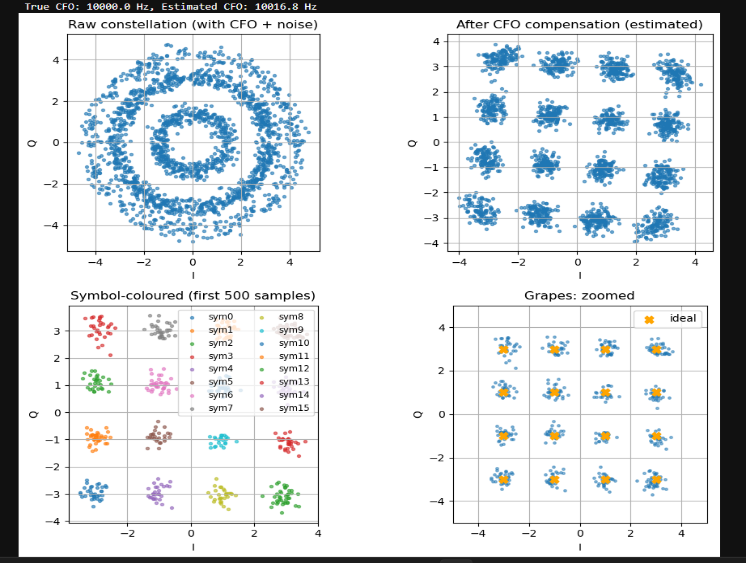 True CFO: 10000.0 Hz, Estimated CFO: 10016.8 Hz
Raw constellation (with CFO + noise)
4
2
0
−2
−4
Q
−4 −2 0 2 4
I
After CFO compensation (estimated)
4
3
2
1
0
−1
−2
−3
−4
Q
−4 −2 0 2 4
I
Symbol-coloured (first 500 samples)
3
2
1
0
−1
−2
−3
−4
Q
−2 0 2 4
I
sym0
sym1
sym2
sym3
sym4
sym5
sym6
sym7
sym8
sym9
sym10
sym11
sym12
sym13
sym14
sym15
Grapes: zoomed
4
2
0
−2
−4
Q
−4 −2 0 2 4
I
ideal